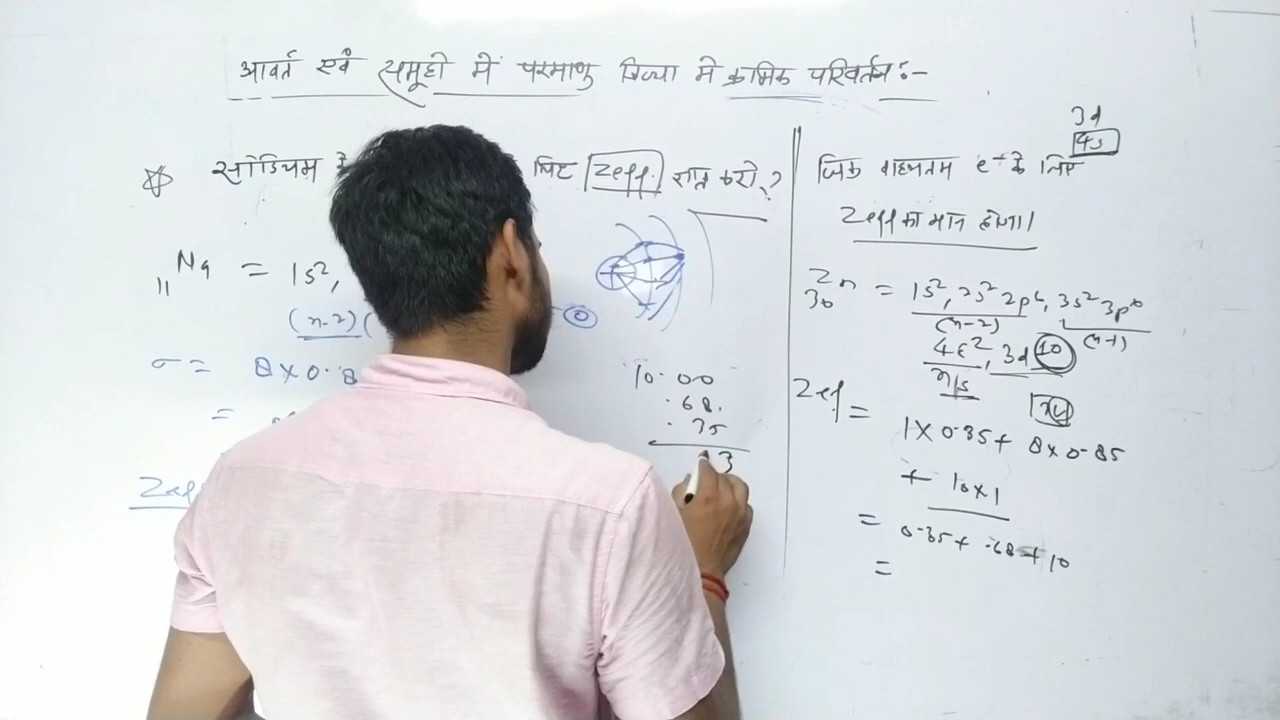 आवर्त एवं समूहो में परमाणु त्रिज्या मे क्रमिक परिवर्तन :-
सोडियम के
लिए Zeff. ज्ञात करो ?
₁₁Na = 1s²,
(n-2) (
σ = 8 x 0.8
=
Zeff
10.00
.68.
.35
3
3d
4s
जिंक बाह्यतम e⁻ के लिए
Zeff का मान होगा।
₃₀Zn = 1s², 2s² 2p⁶, 3s² 3p⁶
(n-2)
(n-1)
4s², 3d 10
n/s
Zeff =
1 x 0.35 + 8 x 0.85
+ 10 x 1
= 0.35 + .68 + 10
=